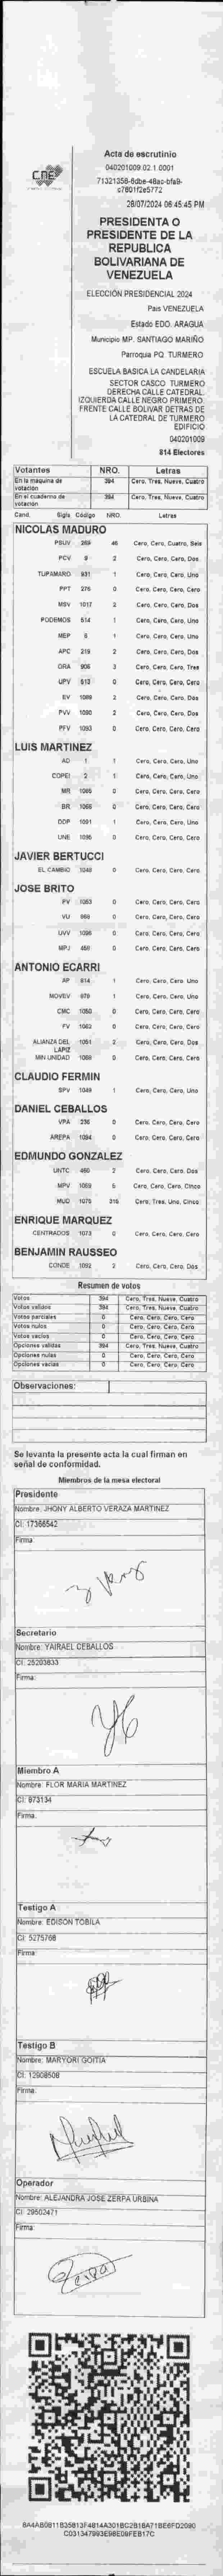 CNE
Acta de escrutinio
040201009.02.1.0001
28/07/2024 06:45:45 PM
PRESIDENTA O
PRESIDENTE DE LA
REPUBLICA
BOLIVARIANA DE
VENEZUELA
ELECCIÓN PRESIDENCIAL 2024
Pais VENEZUELA
Estado EDO. ARAGUA
Municipio MP. SANTIAGO MARIÑO
Parroquia PQ. TURMERO
ESCUELA BASICA LA CANDELARIA
SECTOR CASCO TURMERO
DERECHA CALLE CATEDRAL.
IZQUIERDA CALLE NEGRO PRIMERO.
FRENTE CALLE BOLIVAR DETRAS DE
LA CATEDRAL DE TURMERO
EDIFICIO
040201009
814 Electores
Votantes NRO. Letras
En la maquina de votación 394 Cero, Tres, Nueve, Cuatro
En el cuaderno de votación 394 Cero, Tres, Nueve, Cuatro
Cand. Sigla Código NRO. Letras
NICOLAS MADURO
PSUV 269 46 Cero, Cero, Cuatro, Seis
PCV 2 Cero, Cero, Cero, Dos
TUPAMARO 931 1 Cero, Cero, Cero, Uno
PPT 276 0 Cero, Cero, Cero, Cero
MSV 1017 2 Cero, Cero, Cero, Dos
PODEMOS 514 1 Cero, Cero, Cero, Uno
MEP 1 Cero, Cero, Cero, Uno
APC 219 2 Cero, Cero, Cero, Dos
ORA 906 3 Cero, Cero, Cero, Tres
UPV 613 0 Cero, Cero, Cero, Cero
EV 1089 2 Cero, Cero, Cero, Dos
PVV 1090 2 Cero, Cero, Cero, Dos
PFV 1093 0 Cero, Cero, Cero, Cero
LUIS MARTINEZ
AD 1 1 Cero, Cero, Cero, Uno
COPEI 2 1 Cero, Cero, Cero, Uno
MR 1065 0 Cero, Cero, Cero, Cero
BR 1066 0 Cero, Cero, Cero, Cero
DDP 1091 1 Cero, Cero, Cero, Uno
UNE 1095 0 Cero, Cero, Cero, Cero
JAVIER BERTUCCI
EL CAMBIO 1048 0 Cero, Cero, Cero, Cero
JOSE BRITO
PV 1053 0 Cero, Cero, Cero, Cero
VU 0 Cero, Cero, Cero, Cero
UVV 1096 0 Cero, Cero, Cero, Cero
MPJ 0 Cero, Cero, Cero, Cero
ANTONIO ECARRI
AP 814 1 Cero, Cero, Cero, Uno
MOVEV 979 1 Cero, Cero, Cero, Uno
CMC 1050 0 Cero, Cero, Cero, Cero
FV 0 Cero, Cero, Cero, Cero
ALIANZA DEL LAPIZ 1051 2 Cero, Cero, Cero, Dos
MIN UNIDAD 0 Cero, Cero, Cero, Cero
CLAUDIO FERMIN
SPV 1049 1 Cero, Cero, Cero, Uno
DANIEL CEBALLOS
VPA 236 0 Cero, Cero, Cero, Cero
AREPA 1094 0 Cero, Cero, Cero, Cero
EDMUNDO GONZALEZ
UNTC 2 Cero, Cero, Cero, Dos
MPV 1069 5 Cero, Cero, Cero, Cinco
MUD 1075 315 Cero, Tres, Uno, Cinco
ENRIQUE MARQUEZ
CENTRADOS 1073 0 Cero, Cero, Cero, Cero
BENJAMIN RAUSSEO
CONDE 1092 2 Cero, Cero, Cero, Dos
Resumen de votos
Votos 394 Cero, Tres, Nueve, Cuatro
Votos validos 394 Cero, Tres, Nueve, Cuatro
Votos parciales 0 Cero, Cero, Cero, Cero
Votos nulos 0 Cero, Cero, Cero, Cero
Votos vacios 0 Cero, Cero, Cero, Cero
Opciones validas 394 Cero, Tres, Nueve, Cuatro
Opciones nulas 0 Cero, Cero, Cero, Cero
Opciones vacias 0 Cero, Cero, Cero, Cero
Observaciones:
Se levanta la presente acta la cual firman en
señal de conformidad.
Miembros de la mesa electoral
Presidente
Nombre: JHONY ALBERTO VERAZA MARTINEZ
CI: 17366542
Firma:
Secretario
Nombre: YAIRAEL CEBALLOS
CI: 25203833
Firma:
Miembro A
Nombre: FLOR MARIA MARTINEZ
CI: 873134
Firma:
Testigo A
Nombre: EDISON TOBILA
CI: 5275766
Firma:
Testigo B
Nombre: MARYORI GOITIA
CI: 12908508
Firma:
Operador
Nombre: ALEJANDRA JOSE ZERPA URBINA
CI: 29502471
Firma: